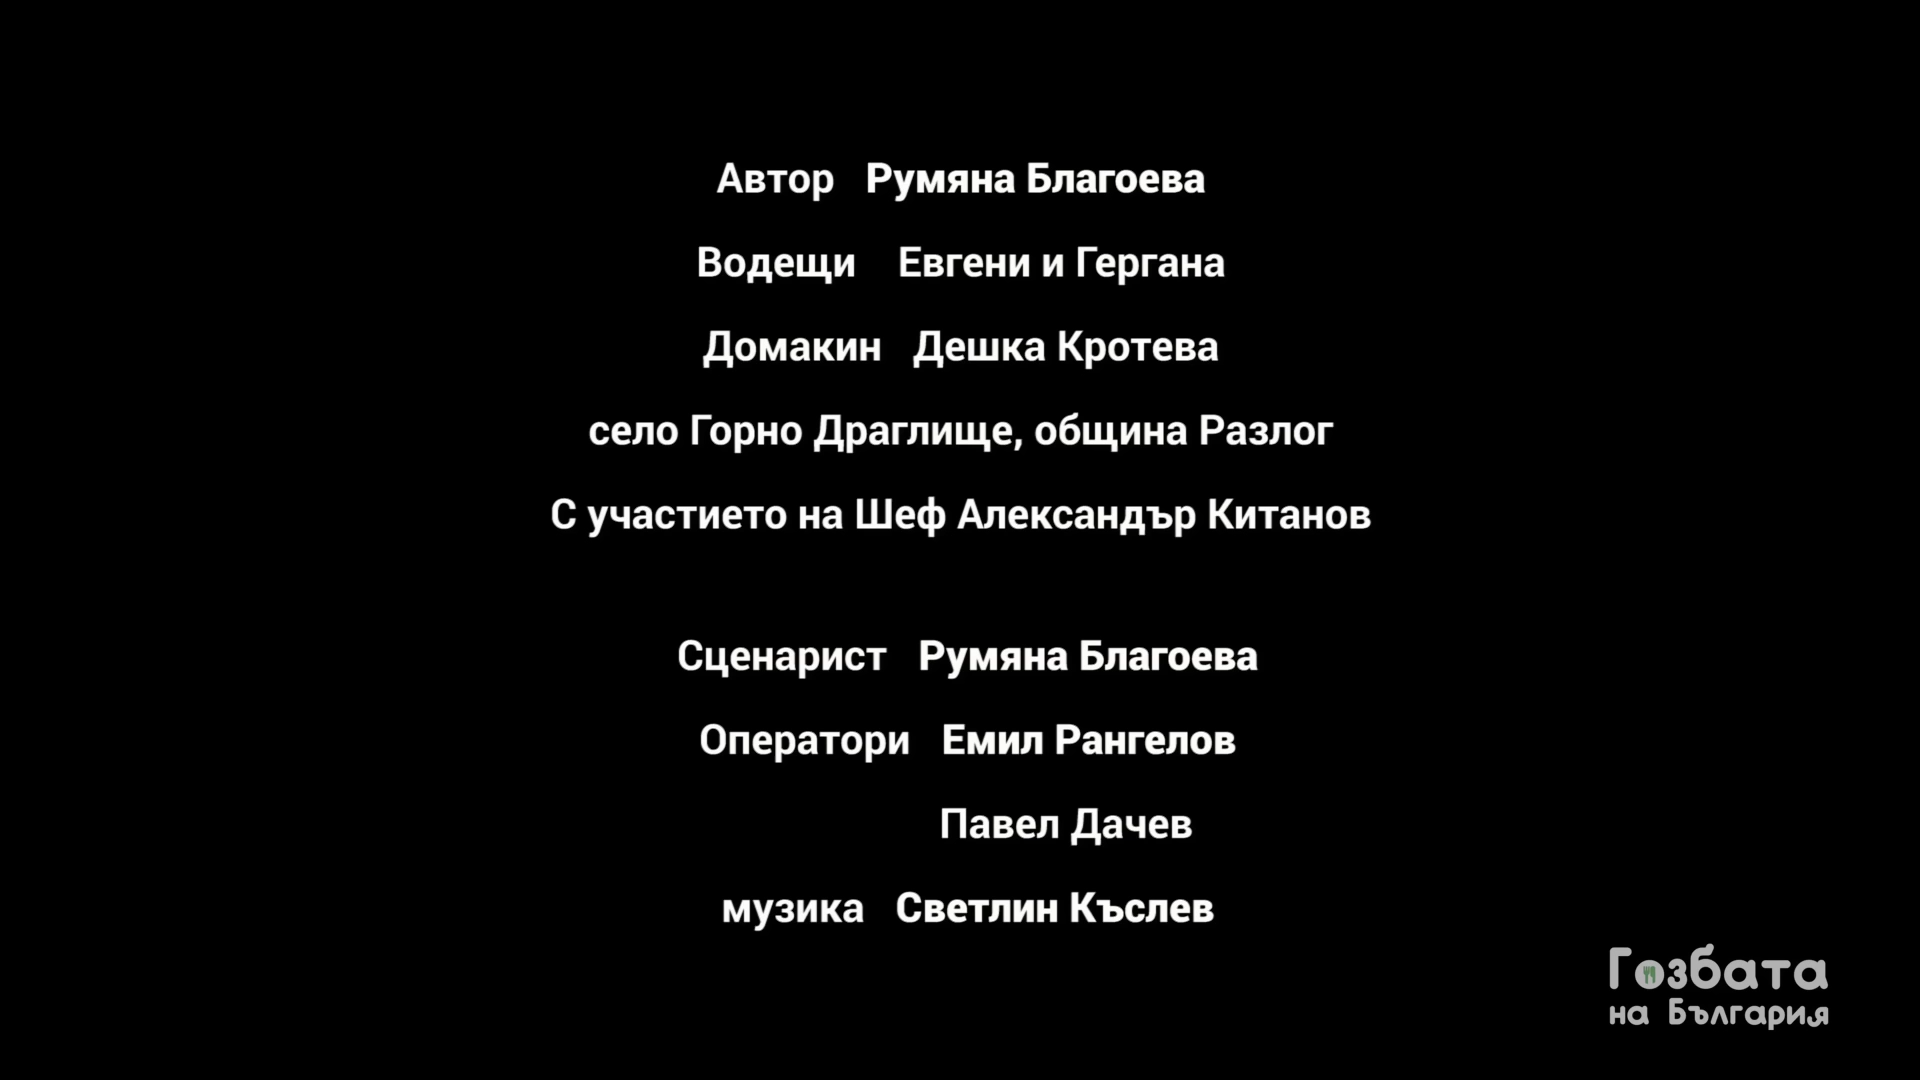 Автор Румяна Благоева
Водещи Евгени и Гергана
Домакин Дешка Кротева
село Горно Драглище, община Разлог
С участието на Шеф Александър Китанов
Сценарист Румяна Благоева
Оператори Емил Рангелов
Павел Дачев
музика Светлин Къслев
Гозбата
на България